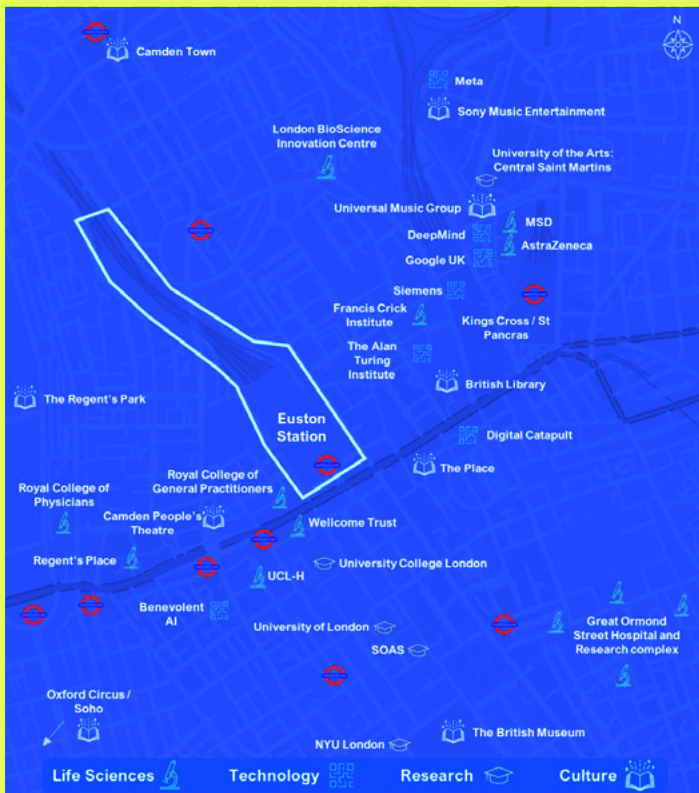 N
Camden Town
Meta
Sony Music Entertainment
London BioScience
Innovation Centre
University of the Arts:
Central Saint Martins
Universal Music Group
MSD
DeepMind
AstraZeneca
Google UK
Siemens
Francis Crick
Institute
Kings Cross / St
Pancras
The Alan
Turing
Institute
British Library
The Regent's Park
Euston
Station
Digital Catapult
The Place
Royal College of
General Practitioners
Royal College of
Physicians
Camden People's
Theatre
Wellcome Trust
Regent's Place
University College London
UCL-H
Benevolent
AI
University of London
SOAS
Great Ormond
Street Hospital and
Research complex
Oxford Circus /
Soho
The British Museum
NYU London
Life Sciences
Technology
Research
Culture